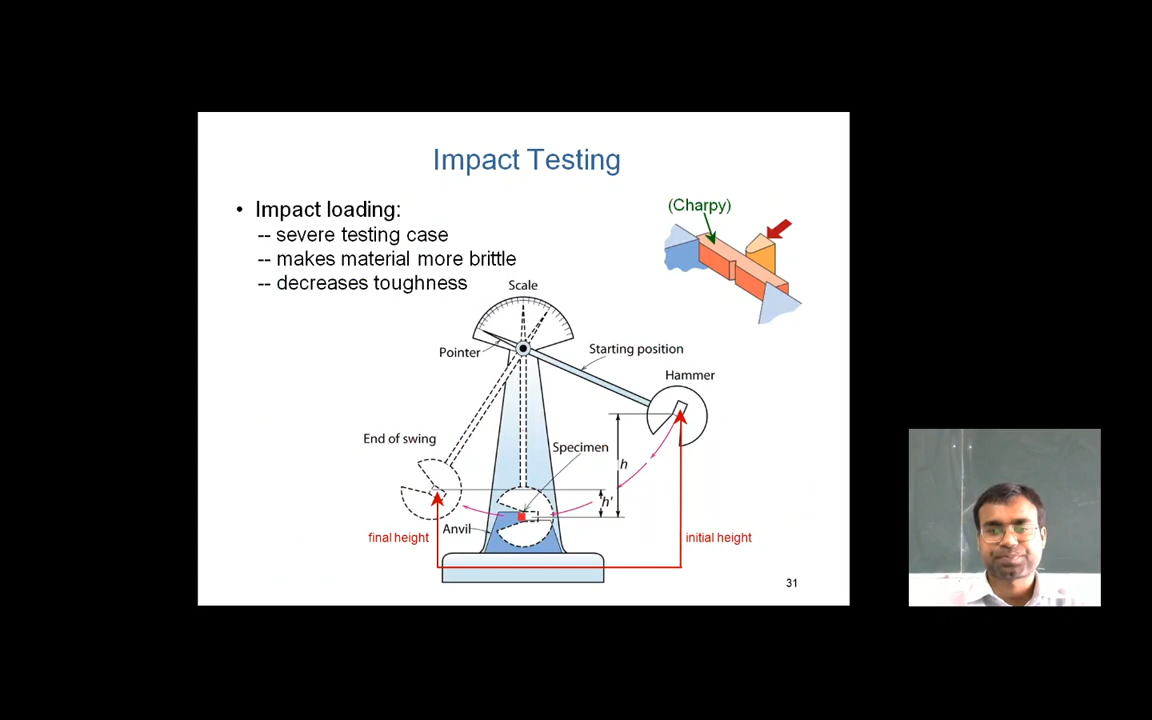 Impact Testing
• Impact loading:
-- severe testing case
-- makes material more brittle
-- decreases toughness
(Charpy)
Scale
Pointer
Starting position
Hammer
End of swing
Specimen
h
h'
Anvil
final height
initial height
31